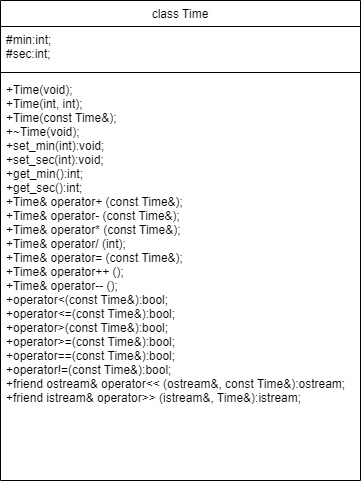 class Time
#min:int;
#sec:int;
+Time(void);
+Time(int, int);
+Time(const Time&);
+~Time(void);
+set_min(int):void;
+set_sec(int):void;
+get_min():int;
+get_sec():int;
+Time& operator+ (const Time&);
+Time& operator- (const Time&);
+Time& operator* (const Time&);
+Time& operator/ (int);
+Time& operator= (const Time&);
+Time& operator++ ();
+Time& operator-- ();
+operator<(const Time&):bool;
+operator<=(const Time&):bool;
+operator>(const Time&):bool;
+operator>=(const Time&):bool;
+operator==(const Time&):bool;
+operator!=(const Time&):bool;
+friend ostream& operator<< (ostream&, const Time&):ostream;
+friend istream& operator>> (istream&, Time&):istream;